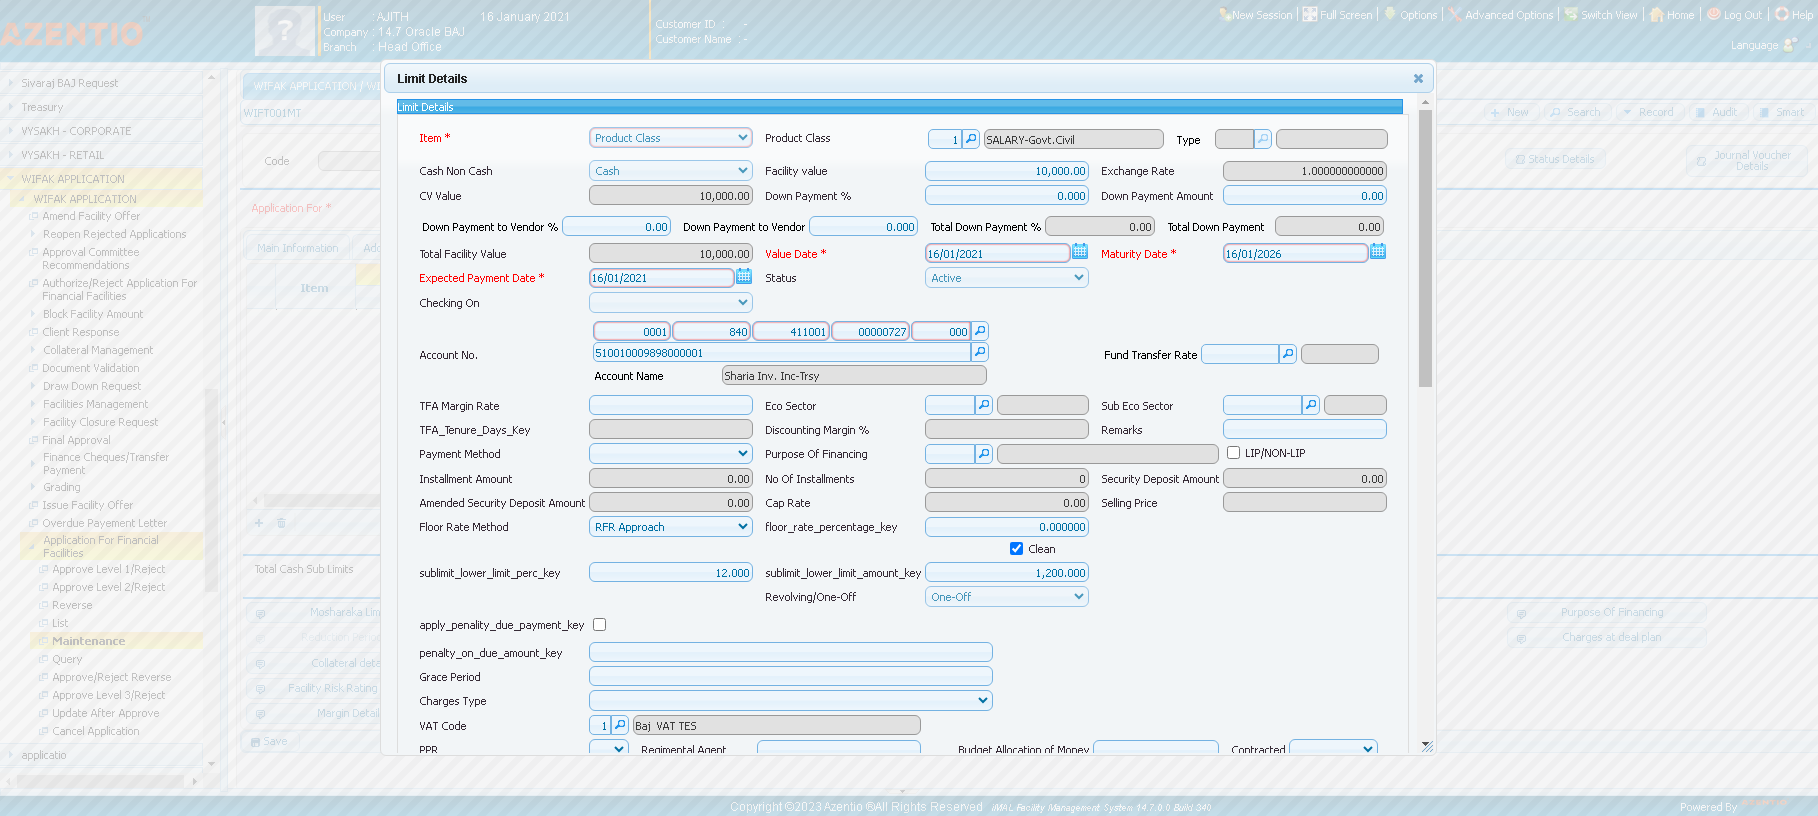 AZENTIO
User : AJITH 16 January 2021
Company : 14.7 Oracle BAJ
Branch : Head Office
Customer ID : -
Customer Name : -
New Session Full Screen Options Advanced Options Switch View Home Log Out Help
Language
Sivaraj BAJ Request
Treasury
VYSAKH - CORPORATE
VYSAKH - RETAIL
WIFAK APPLICATION
WIFAK APPLICATION
Amend Facility Offer
Reopen Rejected Applications
Approval Committee
Recommendations
Authorize/Reject Application For
Financial Facilities
Block Facility Amount
Client Response
Collateral Management
Document Validation
Draw Down Request
Facilities Management
Facility Closure Request
Final Approval
Finance Cheques/Transfer
Payment
Grading
Issue Facility Offer
Overdue Payment Letter
Application For Financial
Facilities
Approve Level 1/Reject
Approve Level 2/Reject
Reverse
List
Maintenance
Query
Approve/Reject Reverse
Approve Level 3/Reject
Update After Approve
Cancel Application
applicatio
WIFAK APPLICATION / WI
WIFT001MT
New Search Record Audit Smart
Code
Status Details
Journal Voucher
Details
Application For *
Main Information Add
Item
Total Cash Sub Limits
Mosharaka Lim
Collateral deta
Facility Risk Rating
Margin Detail
Save
Purpose Of Financing
Charges at deal plan
Limit Details
Limit Details
Item * Product Class Product Class 1 SALARY-Govt.Civil Type
Cash Non Cash Cash Facility value 10,000.00 Exchange Rate 1.000000000000
CV Value 10,000.00 Down Payment % 0.000 Down Payment Amount 0.00
Down Payment to Vendor % 0.00 Down Payment to Vendor 0.000 Total Down Payment % 0.00 Total Down Payment 0.00
Total Facility Value 10,000.00 Value Date * 16/01/2021 Maturity Date * 16/01/2026
Expected Payment Date * 16/01/2021 Status Active
Checking On
0001 840 411001 00000727 000
Account No. 510010009898000001 Fund Transfer Rate
Account Name Sharia Inv. Inc-Trsy
TFA Margin Rate Eco Sector Sub Eco Sector
TFA_Tenure_Days_Key Discounting Margin % Remarks
Payment Method Purpose Of Financing LIP/NON-LIP
Installment Amount 0.00 No Of Installments 0 Security Deposit Amount 0.00
Amended Security Deposit Amount 0.00 Cap Rate 0.00 Selling Price
Floor Rate Method RFR Approach floor_rate_percentage_key 0.000000
Clean
sublimit_lower_limit_perc_key 12.000 sublimit_lower_limit_amount_key 1,200.000
Revolving/One-Off One-Off
apply_penality_due_payment_key
penalty_on_due_amount_key
Grace Period
Charges Type
VAT Code 1 Baj VAT TES
PPR Regimental Agent Budget Allocation of Money Contracted
Copyright ©2023 Azentio ®All Rights Reserved iMAL Facility Management System 14.7.0.0 Build 340
Powered By AZENTIO